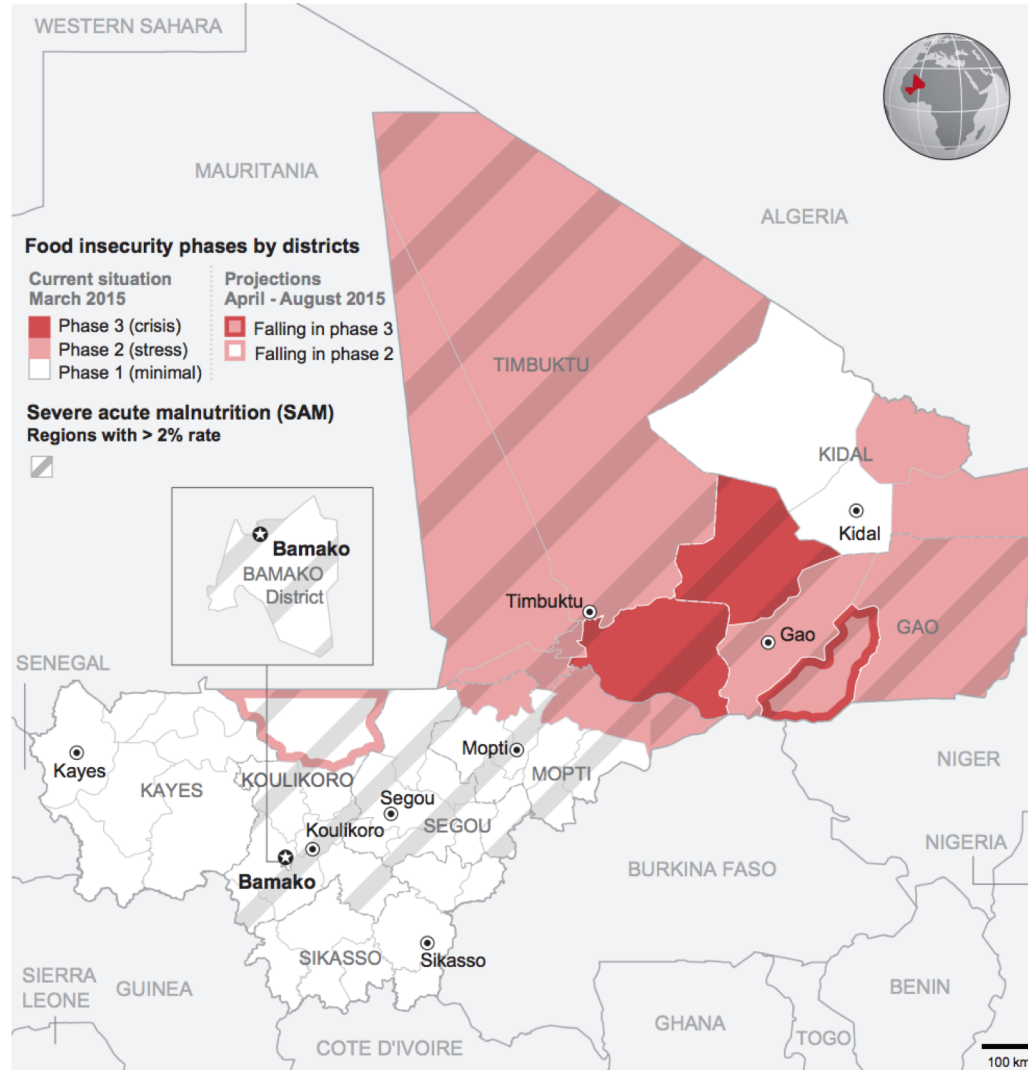 WESTERN SAHARA
MAURITANIA
ALGERIA
Food insecurity phases by districts
Current situation
March 2015
Phase 3 (crisis)
Phase 2 (stress)
Phase 1 (minimal)
Projections
April - August 2015
Falling in phase 3
Falling in phase 2
Severe acute malnutrition (SAM)
Regions with > 2% rate
TIMBUKTU
KIDAL
Kidal
Bamako
BAMAKO
District
Timbuktu
Gao
GAO
SENEGAL
Kayes
KAYES
KOULIKORO
Mopti
MOPTI
Segou
SEGOU
Koulikoro
Bamako
NIGER
NIGERIA
BURKINA FASO
SIKASSO
Sikasso
SIERRA
LEONE
GUINEA
BENIN
GHANA
TOGO
COTE D'IVOIRE
100 km